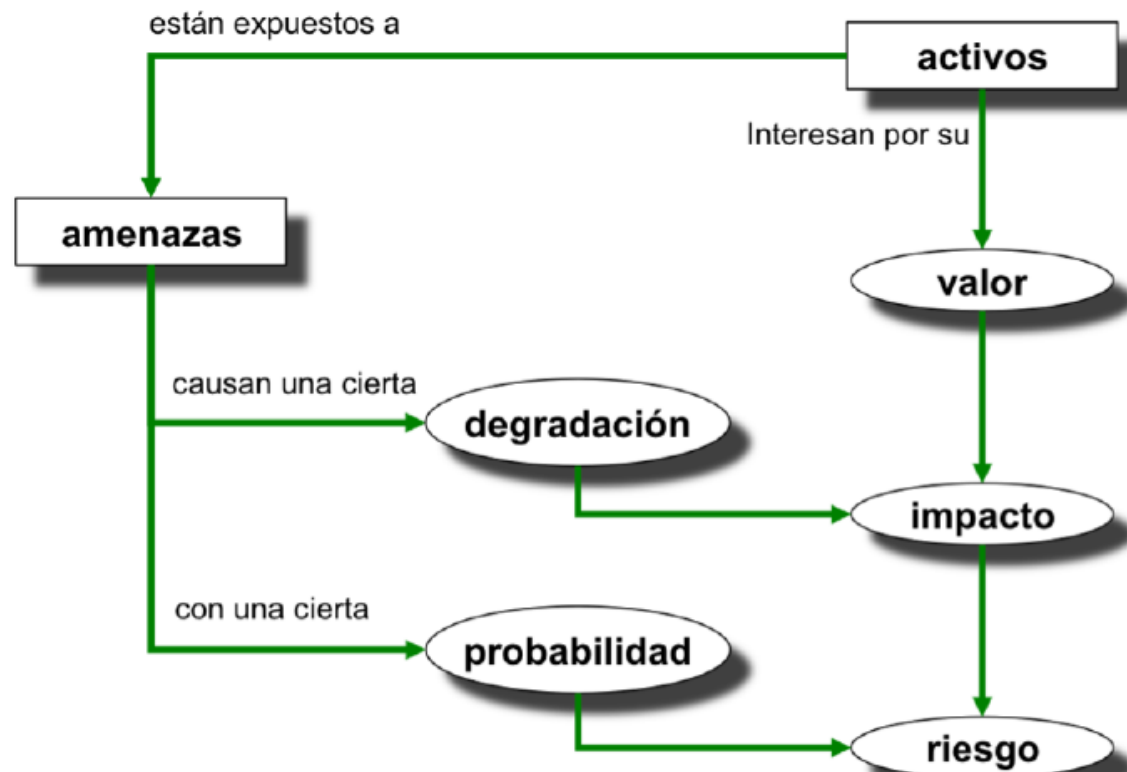 están expuestos a
activos
Interesan por su
amenazas
valor
causan una cierta
degradación
impacto
con una cierta
probabilidad
riesgo